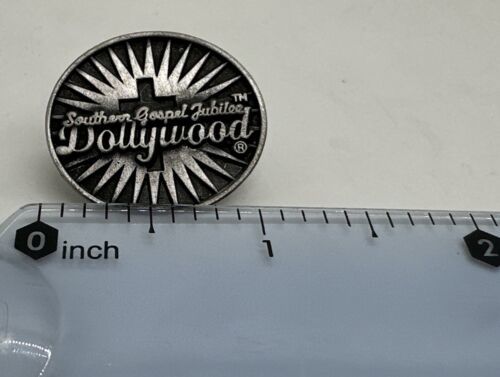 Southern Gospel Jubilee™
Dollywood®
0 inch 1 2